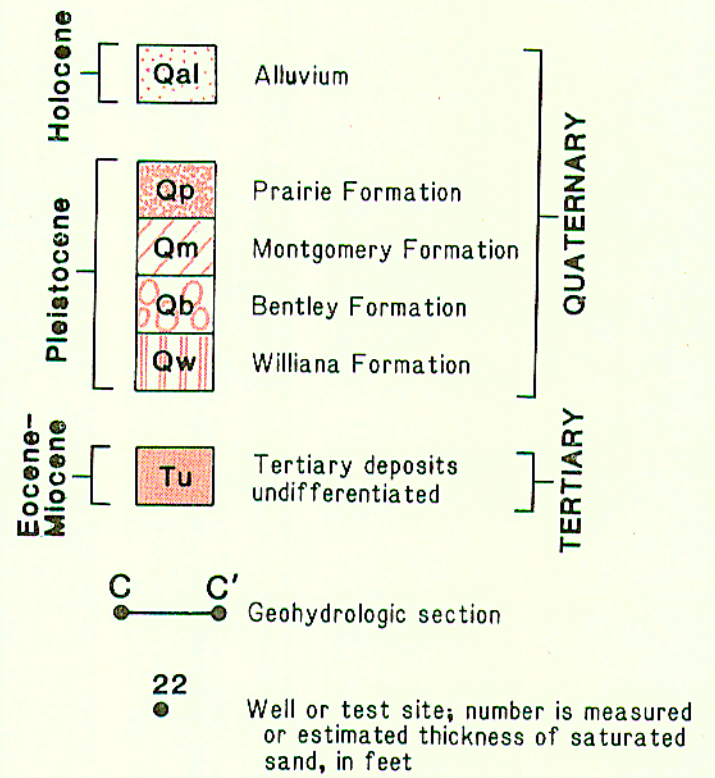 Holocene
Qal
Alluvium
Pleistocene
Qp
Prairie Formation
Qm
Montgomery Formation
Qb
Bentley Formation
Qw
Williana Formation
QUATERNARY
Eocene-
Miocene
Tu
Tertiary deposits
undifferentiated
TERTIARY
C C'
Geohydrologic section
22
Well or test site; number is measured
or estimated thickness of saturated
sand, in feet